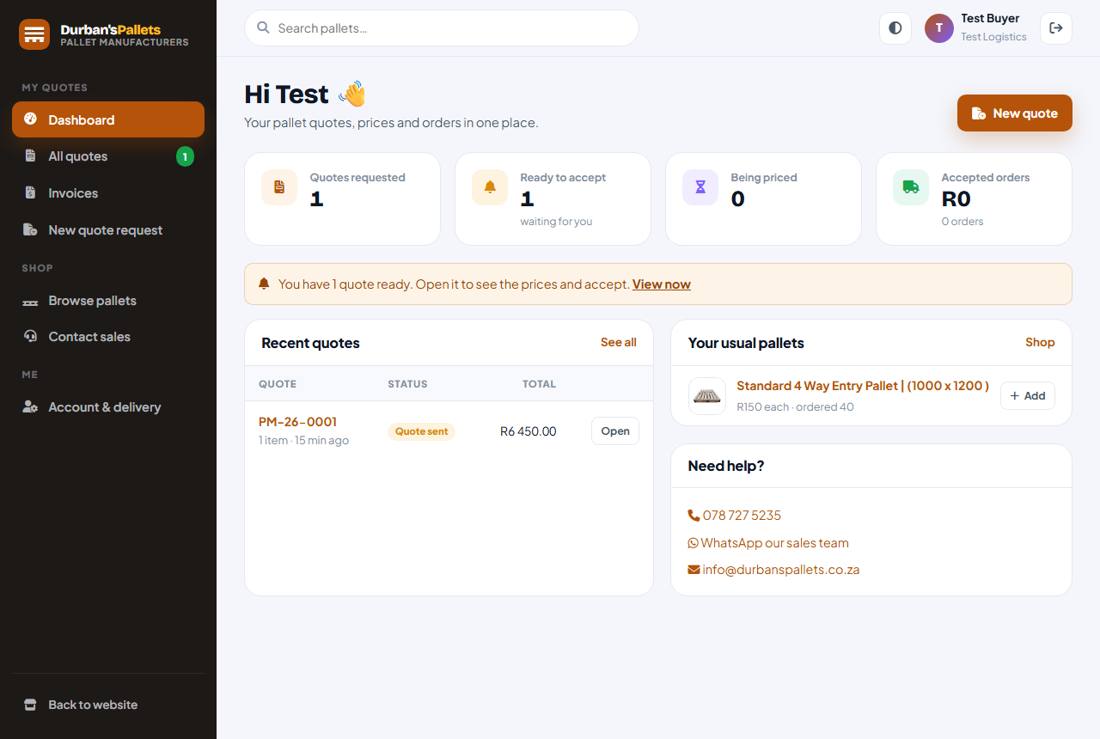 Durban'sPallets
PALLET MANUFACTURERS
MY QUOTES
Dashboard
All quotes 1
Invoices
New quote request
SHOP
Browse pallets
Contact sales
ME
Account & delivery
Back to website
Search pallets...
T
Test Buyer
Test Logistics
Hi Test 👋
Your pallet quotes, prices and orders in one place.
New quote
Quotes requested
1
Ready to accept
1
waiting for you
Being priced
0
Accepted orders
R0
0 orders
You have 1 quote ready. Open it to see the prices and accept. View now
Recent quotes See all
QUOTE STATUS TOTAL
PM-26-0001
1 item · 15 min ago
Quote sent
R6 450.00
Open
Your usual pallets Shop
Standard 4 Way Entry Pallet | (1000 x 1200 )
R150 each · ordered 40
+ Add
Need help?
078 727 5235
WhatsApp our sales team
info@durbanspallets.co.za